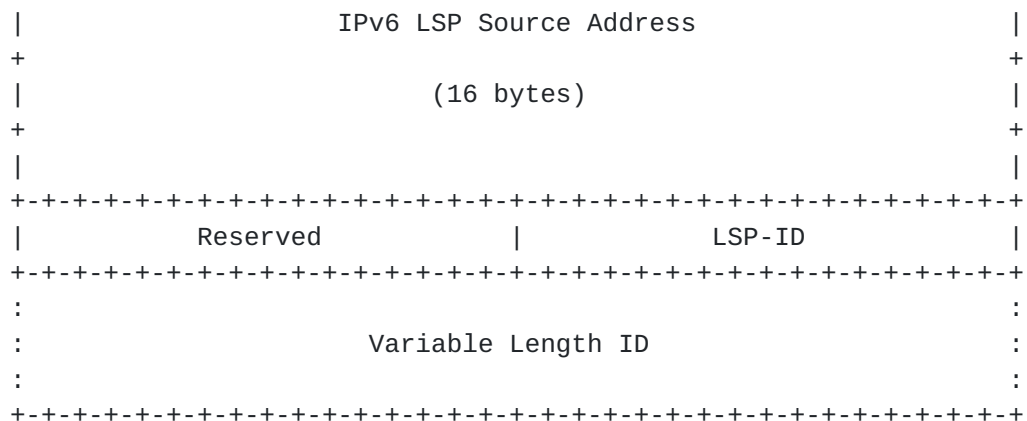 |                    IPv6 LSP Source Address                    |
+                                                               +
|                          (16 bytes)                           |
+                                                               +
|                                                               |
+-+-+-+-+-+-+-+-+-+-+-+-+-+-+-+-+-+-+-+-+-+-+-+-+-+-+-+-+-+-+-+-+
|           Reserved            |            LSP-ID             |
+-+-+-+-+-+-+-+-+-+-+-+-+-+-+-+-+-+-+-+-+-+-+-+-+-+-+-+-+-+-+-+-+
:                                                               :
:                      Variable Length ID                       :
:                                                               :
+-+-+-+-+-+-+-+-+-+-+-+-+-+-+-+-+-+-+-+-+-+-+-+-+-+-+-+-+-+-+-+-+